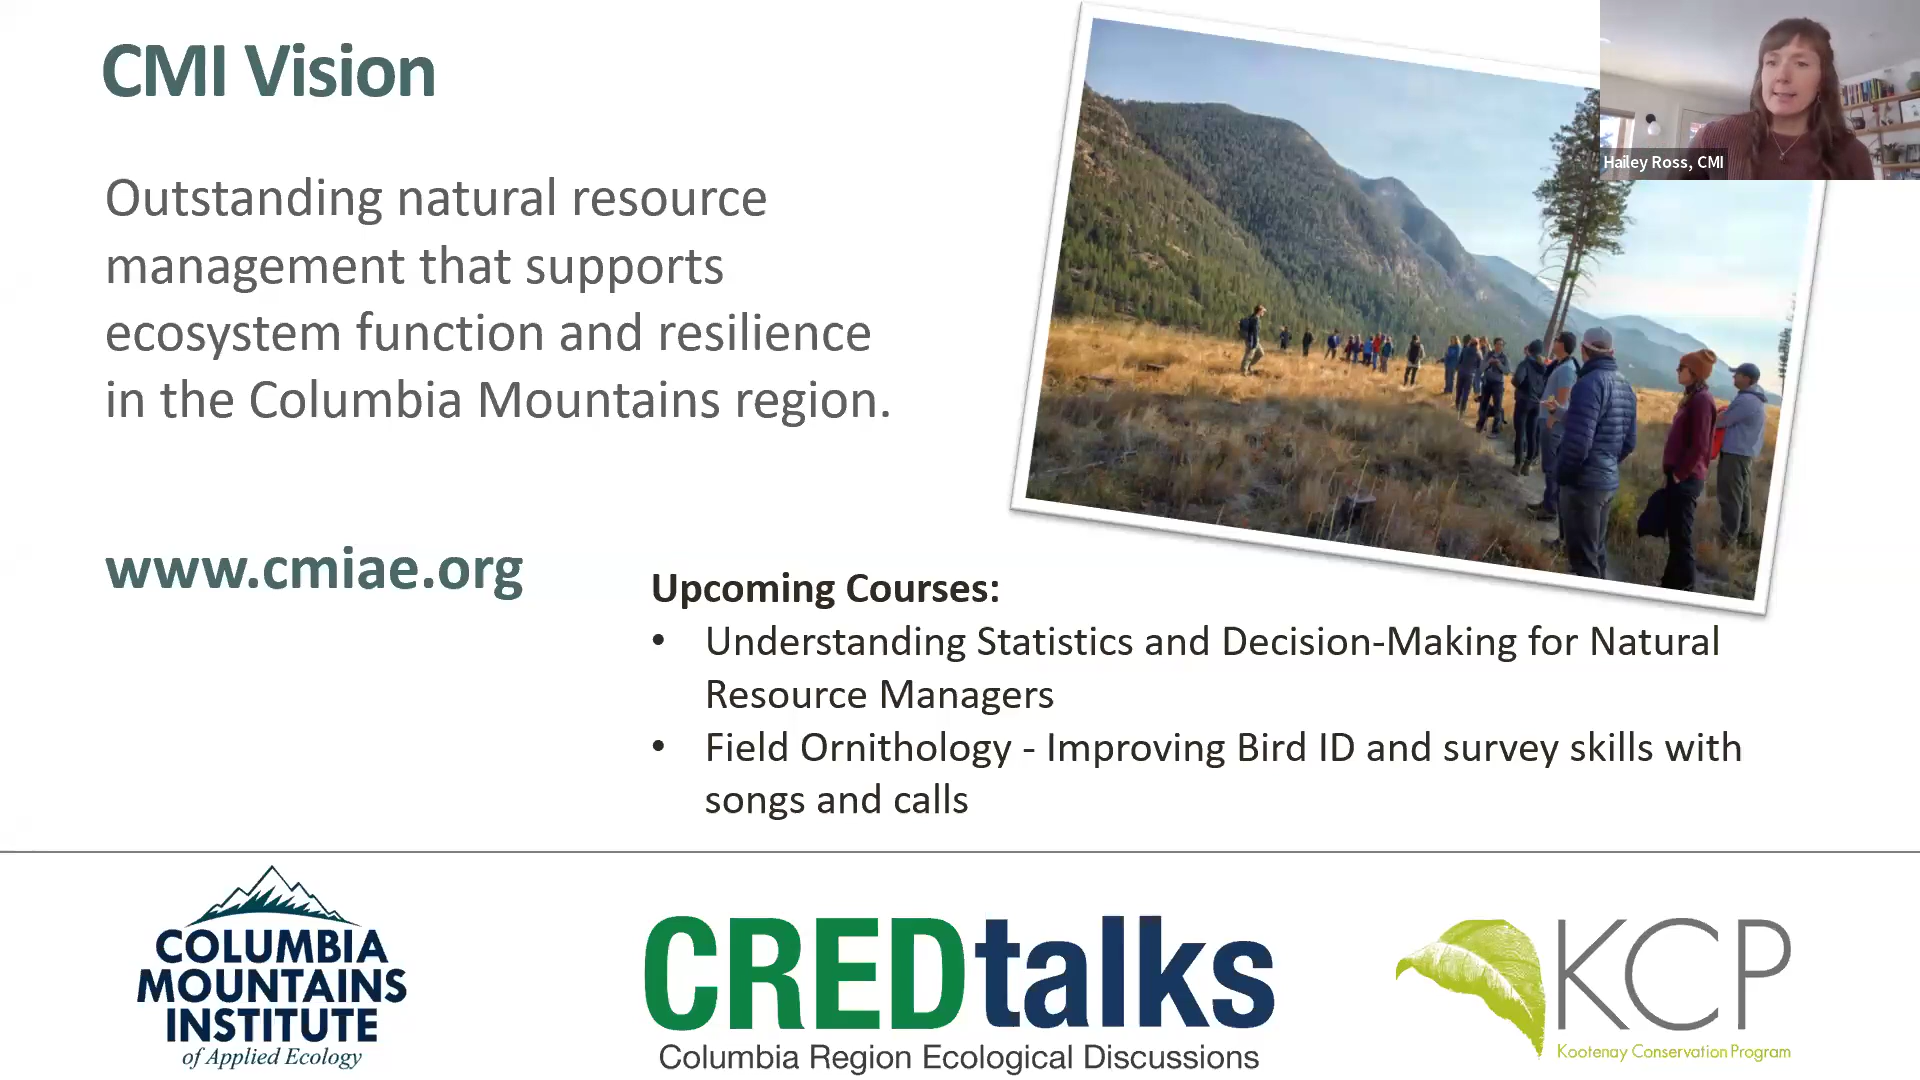 CMI Vision
Outstanding natural resource
management that supports
ecosystem function and resilience
in the Columbia Mountains region.
www.cmiae.org
Hailey Ross, CMI
Upcoming Courses:
• Understanding Statistics and Decision-Making for Natural
Resource Managers
• Field Ornithology - Improving Bird ID and survey skills with
songs and calls
COLUMBIA
MOUNTAINS
INSTITUTE
of Applied Ecology
CREDtalks
Columbia Region Ecological Discussions
KCP
Kootenay Conservation Program